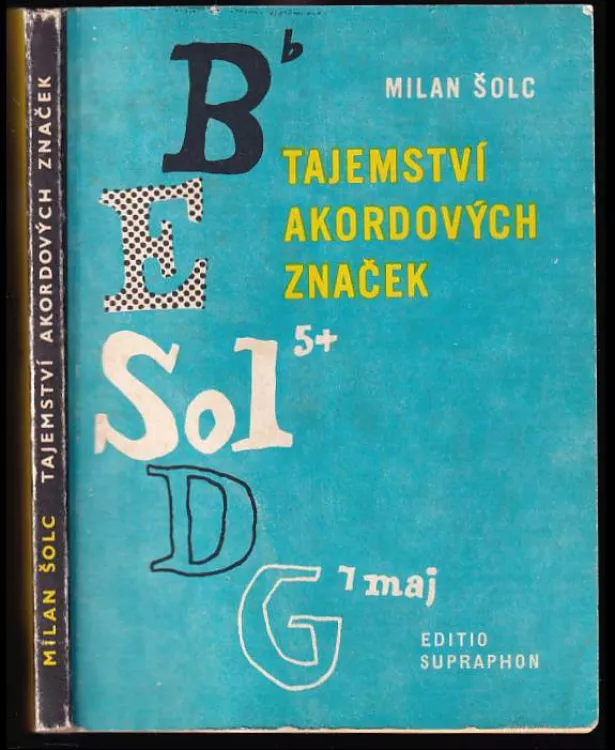 MILAN ŠOLC TAJEMSTVÍ AKORDOVÝCH ZNAČEK
MILAN ŠOLC
TAJEMSTVÍ
AKORDOVÝCH
ZNAČEK
B b
E
Sol 5+
D
G 7 maj
EDITIO
SUPRAPHON